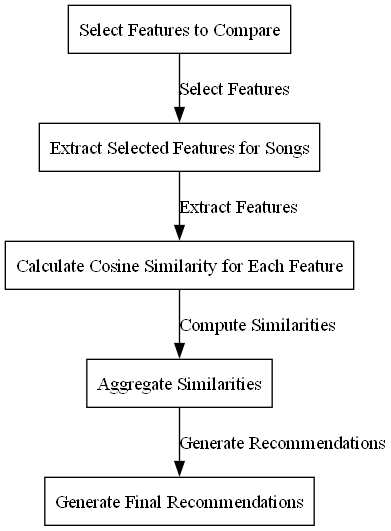 Select Features to Compare
Select Features
Extract Selected Features for Songs
Extract Features
Calculate Cosine Similarity for Each Feature
Compute Similarities
Aggregate Similarities
Generate Recommendations
Generate Final Recommendations